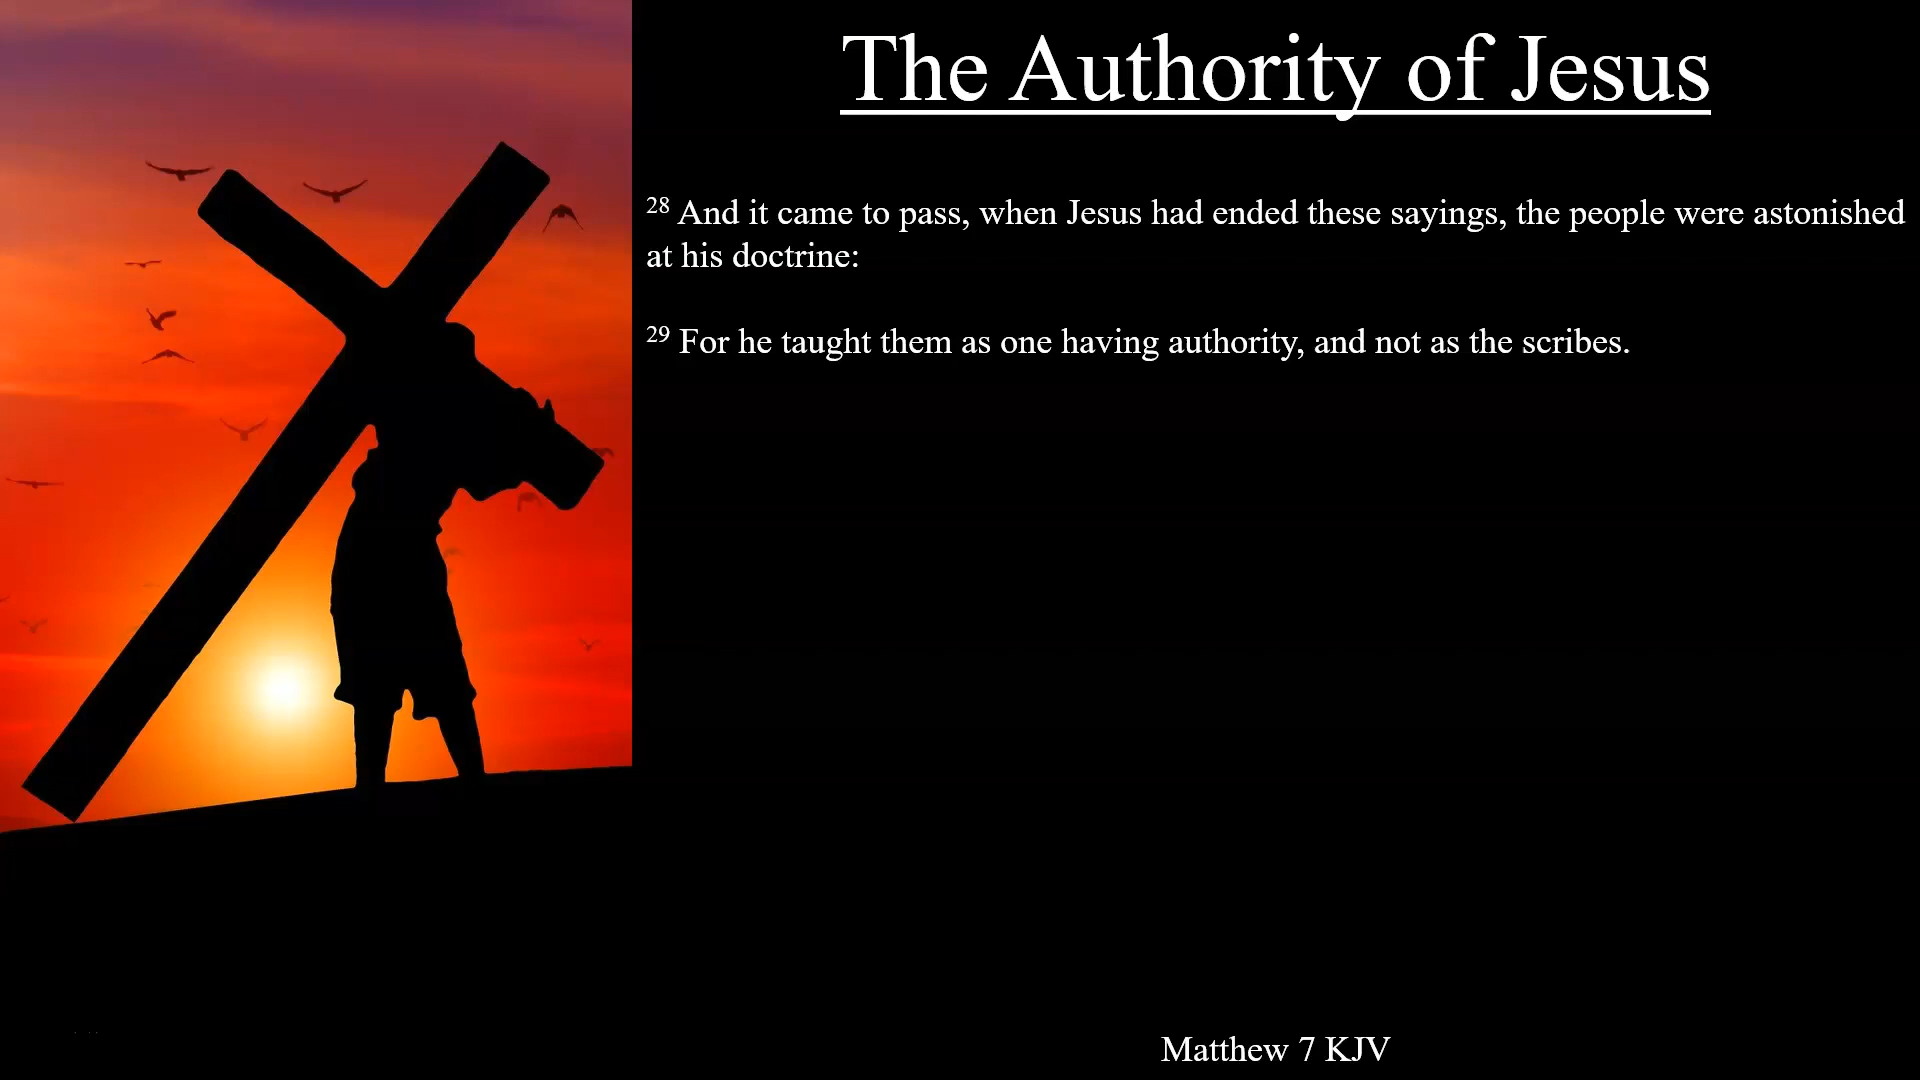 The Authority of Jesus
28 And it came to pass, when Jesus had ended these sayings, the people were astonished
at his doctrine:
29 For he taught them as one having authority, and not as the scribes.
Matthew 7 KJV